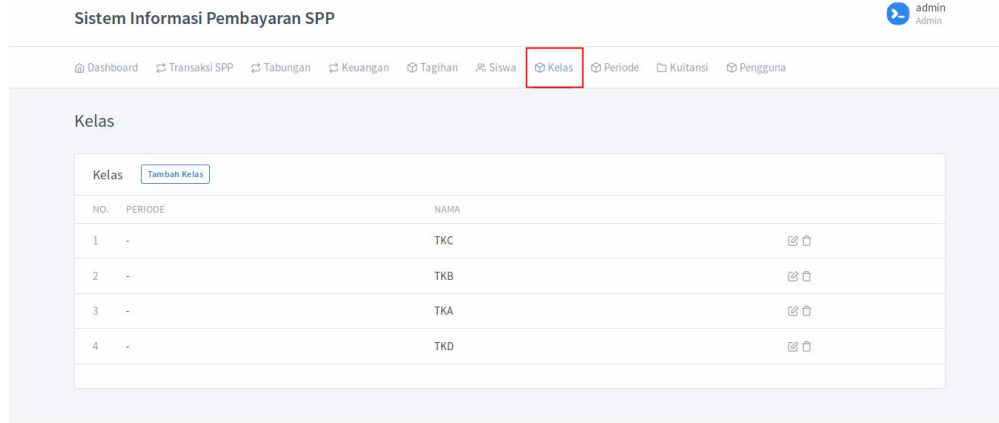 Sistem Informasi Pembayaran SPP
admin
Admin
Dashboard Transaksi SPP Tabungan Keuangan Tagihan Siswa Kelas Periode Kuitansi Pengguna
Kelas
Kelas Tambah Kelas
NO. PERIODE NAMA
1 - TKC
2 - TKB
3 - TKA
4 - TKD